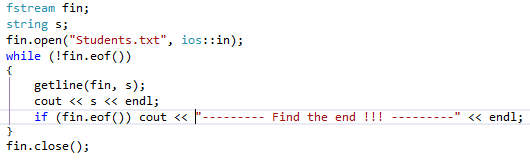 fstream fin;
string s;
fin.open("Students.txt", ios::in);
while (!fin.eof())
{
getline(fin, s);
cout << s << endl;
if (fin.eof()) cout << "--------- Find the end !!! ---------" << endl;
}
fin.close();